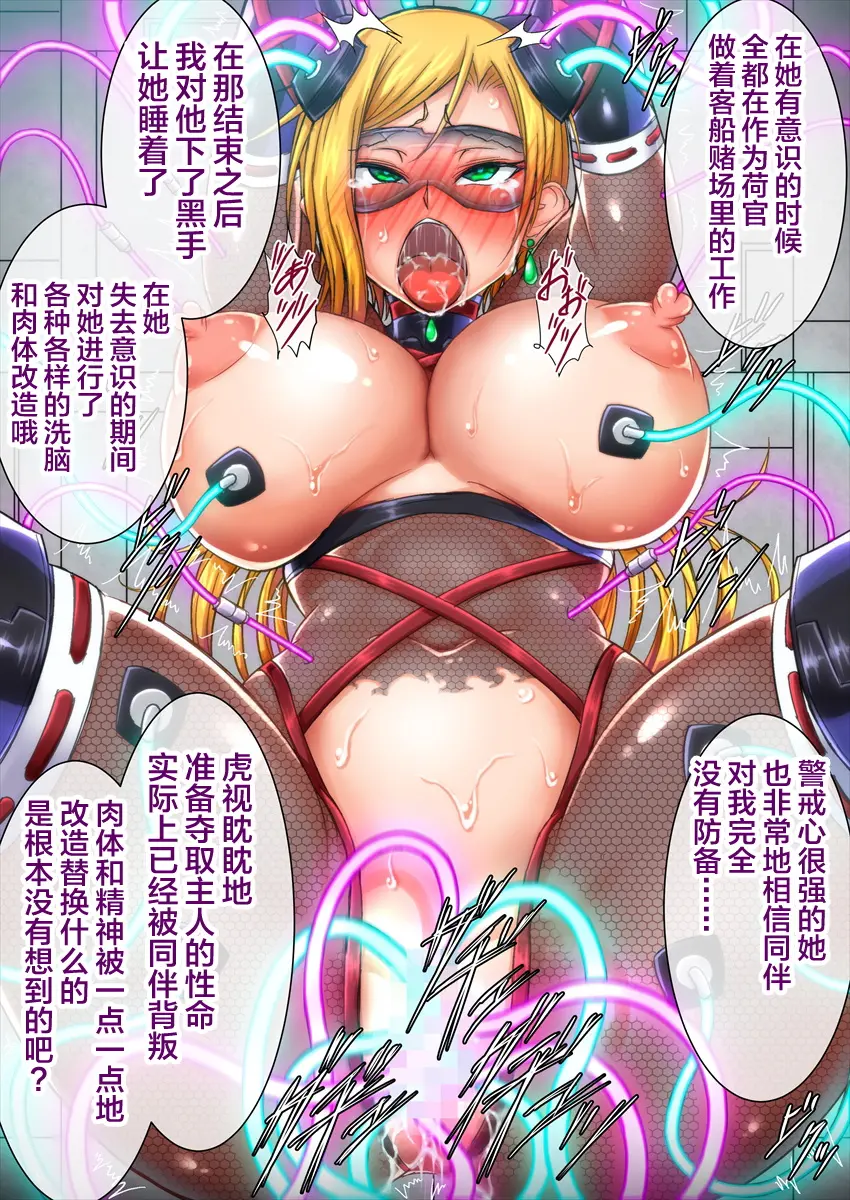 在她有意识的时候
全都在作为荷官
做着客船赌场里的工作
在那结束之后
我对他下了黑手
让她睡着了
在她
失去意识的期间
对她进行了
各种各样的洗脑
和肉体改造哦
警戒心很强的她
也非常地相信同伴
对我完全
没有防备……
虎视眈眈地
准备夺取主人的性命
实际上已经被同伴背叛
肉体和精神被一点一点地
改造替换什么的
是根本没有想到的吧？